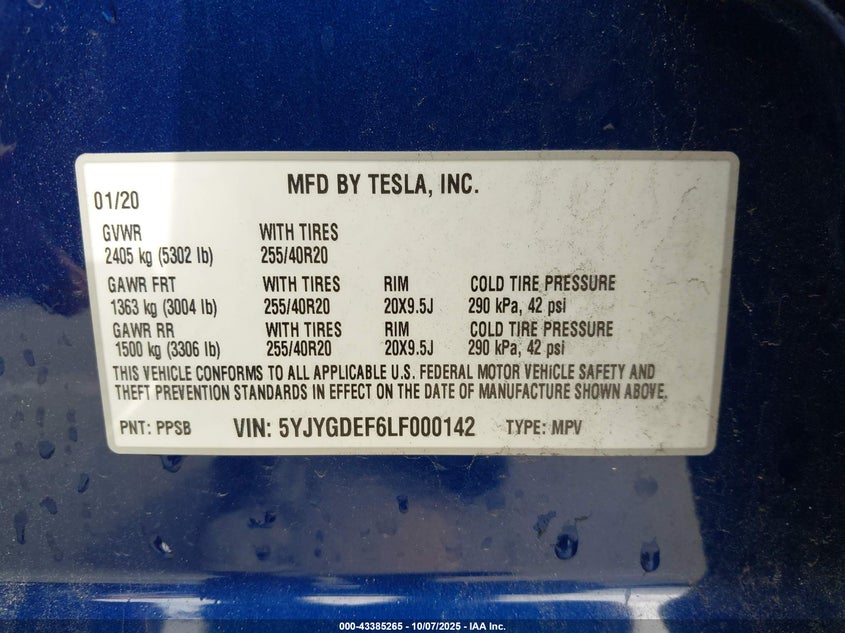 01/20
MFD BY TESLA, INC.
GVWR WITH TIRES
2405 kg (5302 lb) 255/40R20
GAWR FRT WITH TIRES RIM COLD TIRE PRESSURE
1363 kg (3004 lb) 255/40R20 20X9.5J 290 kPa, 42 psi
GAWR RR WITH TIRES RIM COLD TIRE PRESSURE
1500 kg (3306 lb) 255/40R20 20X9.5J 290 kPa, 42 psi
THIS VEHICLE CONFORMS TO ALL APPLICABLE U.S. FEDERAL MOTOR VEHICLE SAFETY AND
THEFT PREVENTION STANDARDS IN EFFECT ON THE DATE OF MANUFACTURE SHOWN ABOVE.
PNT: PPSB VIN: 5YJYGDEF6LF000142 TYPE: MPV
000-43385265 - 10/07/2025 - IAA Inc.